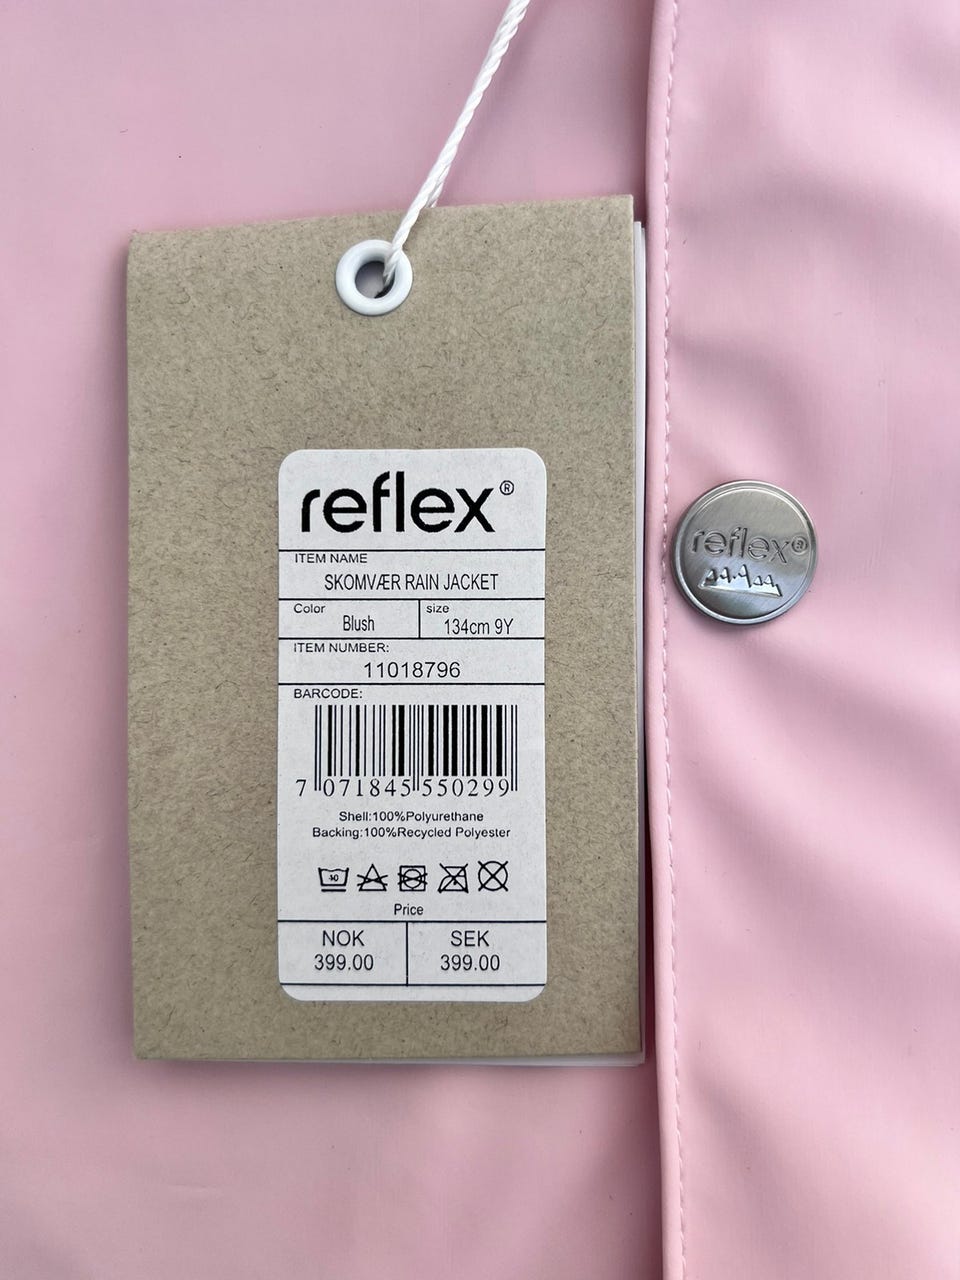 reflex®
ITEM NAME
SKOMVÆR RAIN JACKET
Color
Blush
size
134cm 9Y
ITEM NUMBER:
11018796
BARCODE:
7 071845 550299
Shell:100%Polyurethane
Backing:100%Recycled Polyester
40
Price
NOK
399.00
SEK
399.00
reflex®